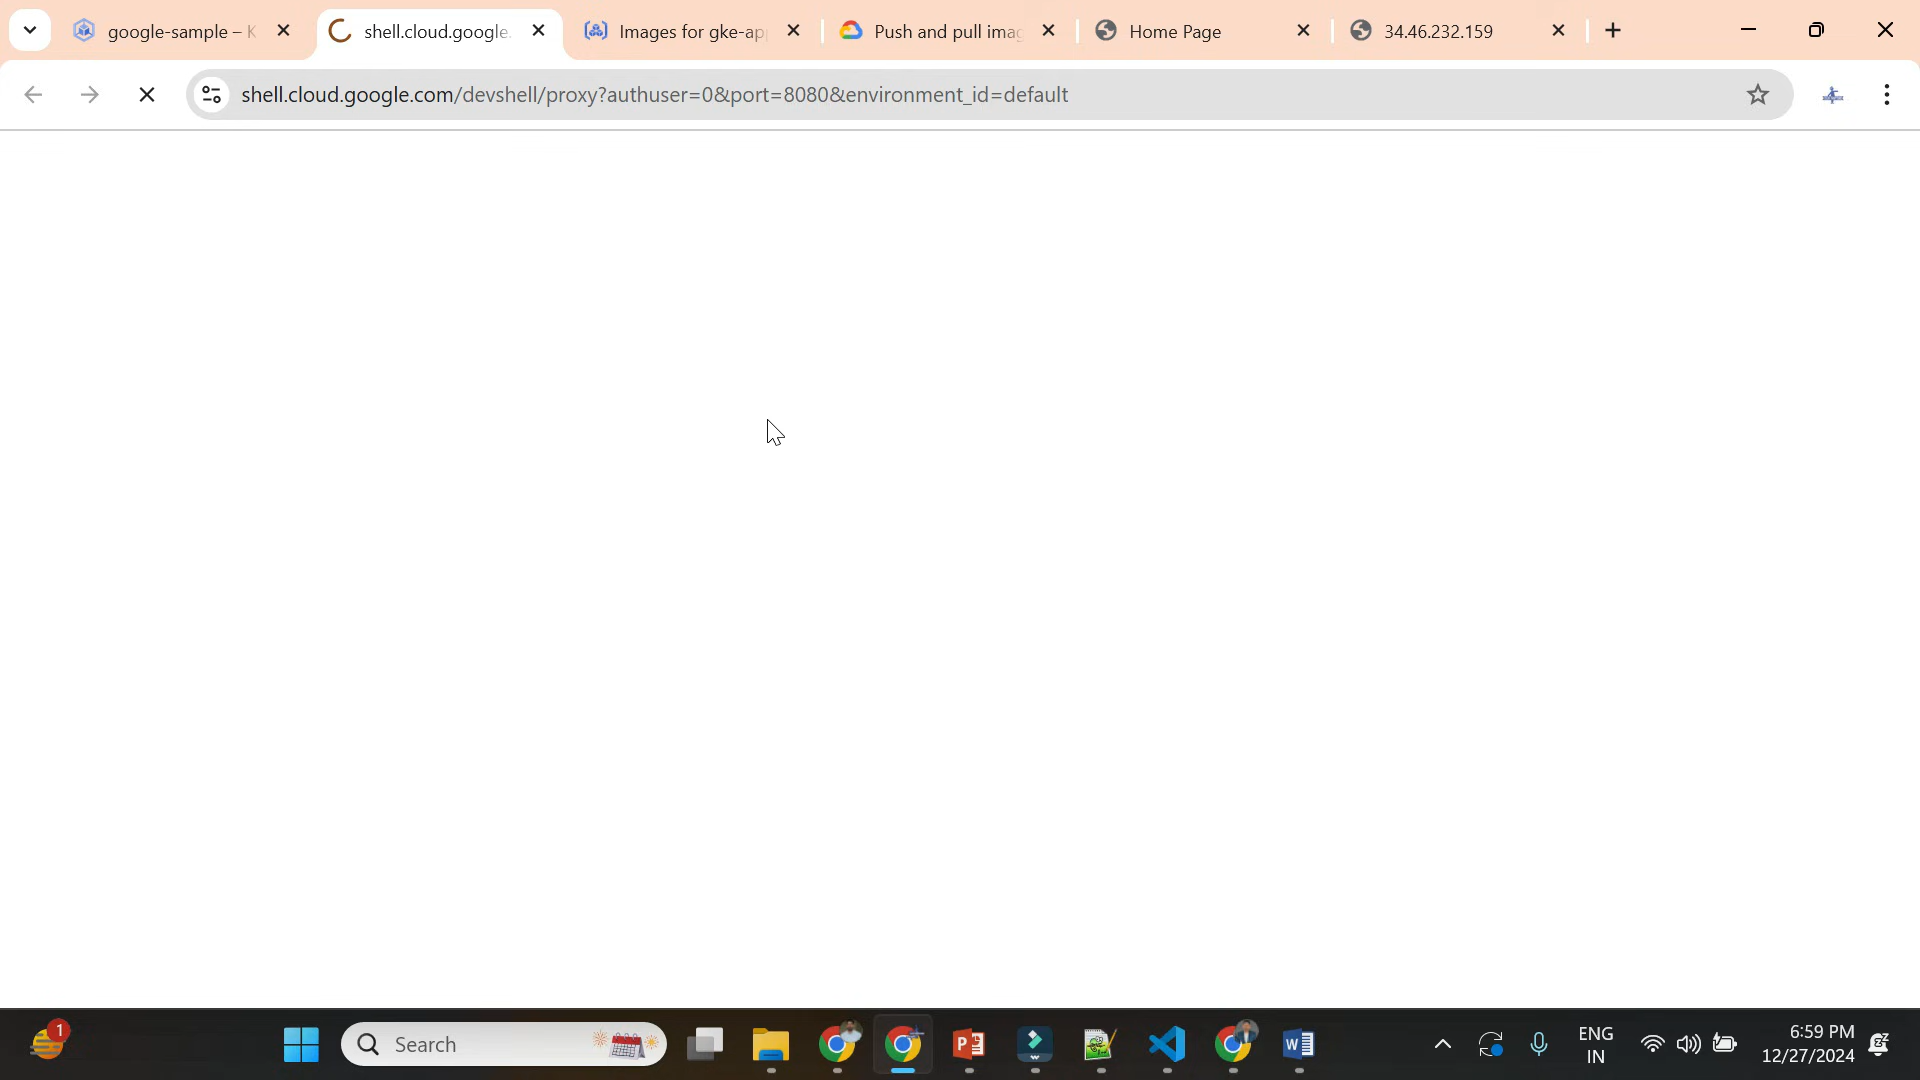 google-sample – K
shell.cloud.google.
Images for gke-ap
Push and pull imag
Home Page
34.46.232.159
shell.cloud.google.com/devshell/proxy?authuser=0&port=8080&environment_id=default
1
Search
ENG
IN
6:59 PM
12/27/2024